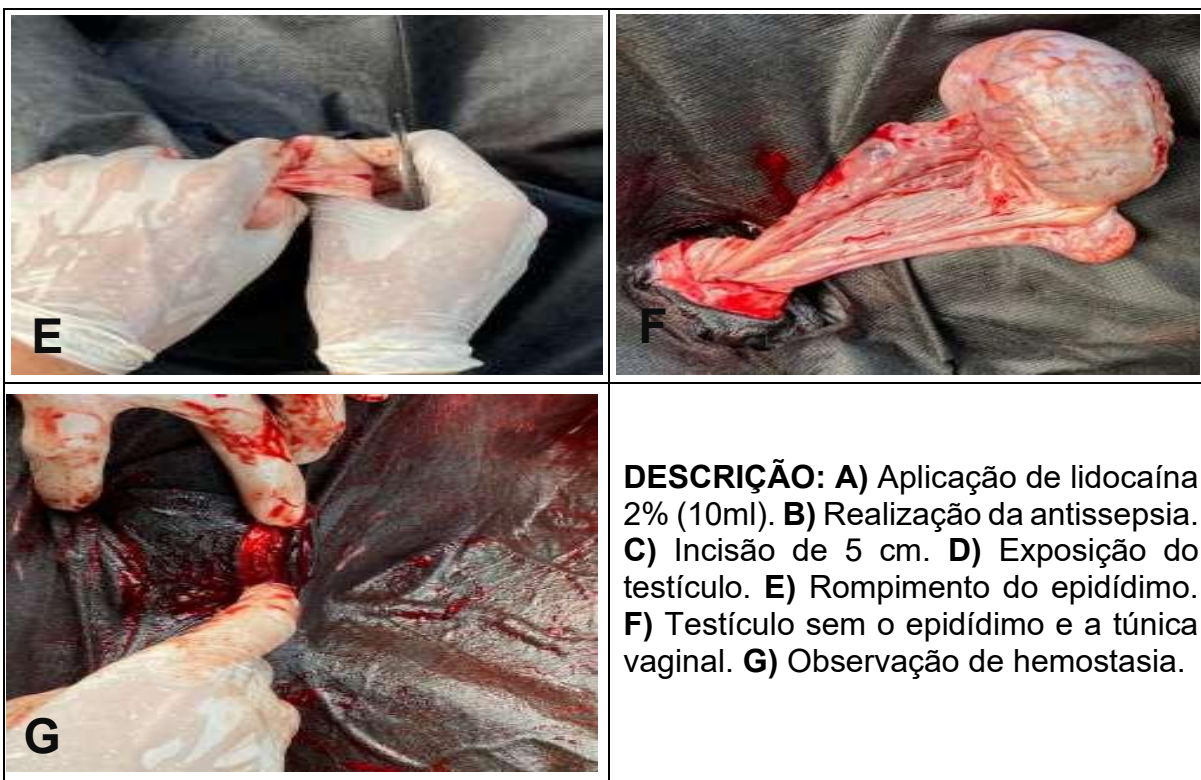 E
F
G
DESCRIÇÃO: A) Aplicação de lidocaína
2% (10ml). B) Realização da antissepsia.
C) Incisão de 5 cm. D) Exposição do
testículo. E) Rompimento do epidídimo.
F) Testículo sem o epidídimo e a túnica
vaginal. G) Observação de hemostasia.